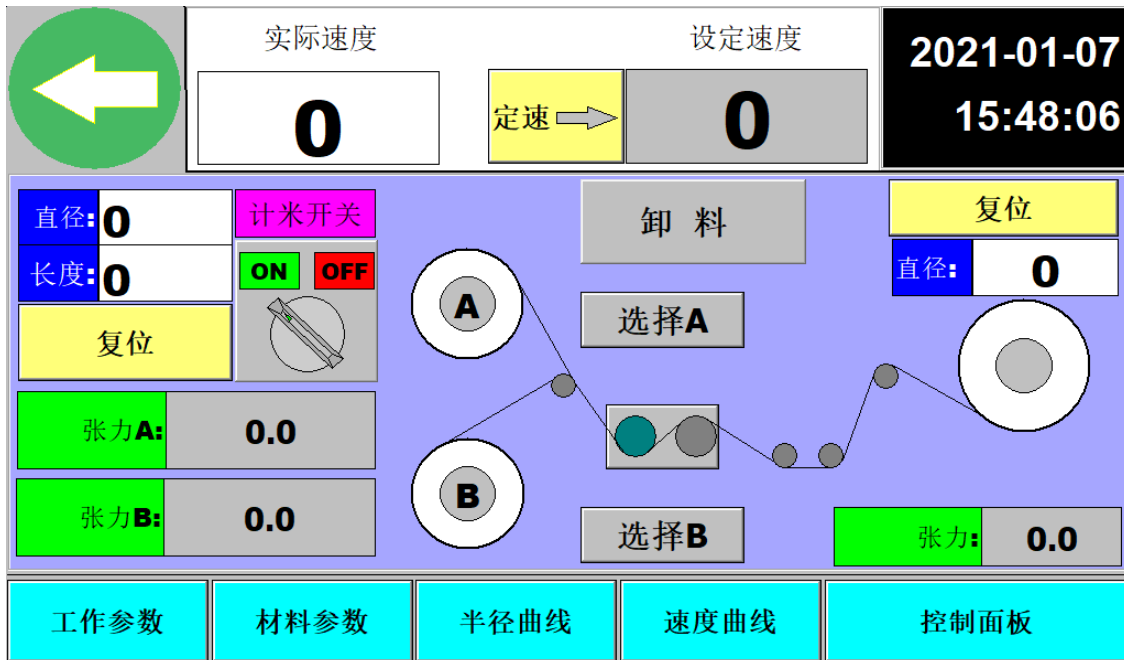 实际速度
设定速度
2021-01-07
15:48:06
0
定速
0
直径:
0
计米开关
长度:
0
ON
OFF
复位
卸 料
复位
直径:
0
A
选择A
张力A:
0.0
张力B:
0.0
B
选择B
张力:
0.0
工作参数
材料参数
半径曲线
速度曲线
控制面板